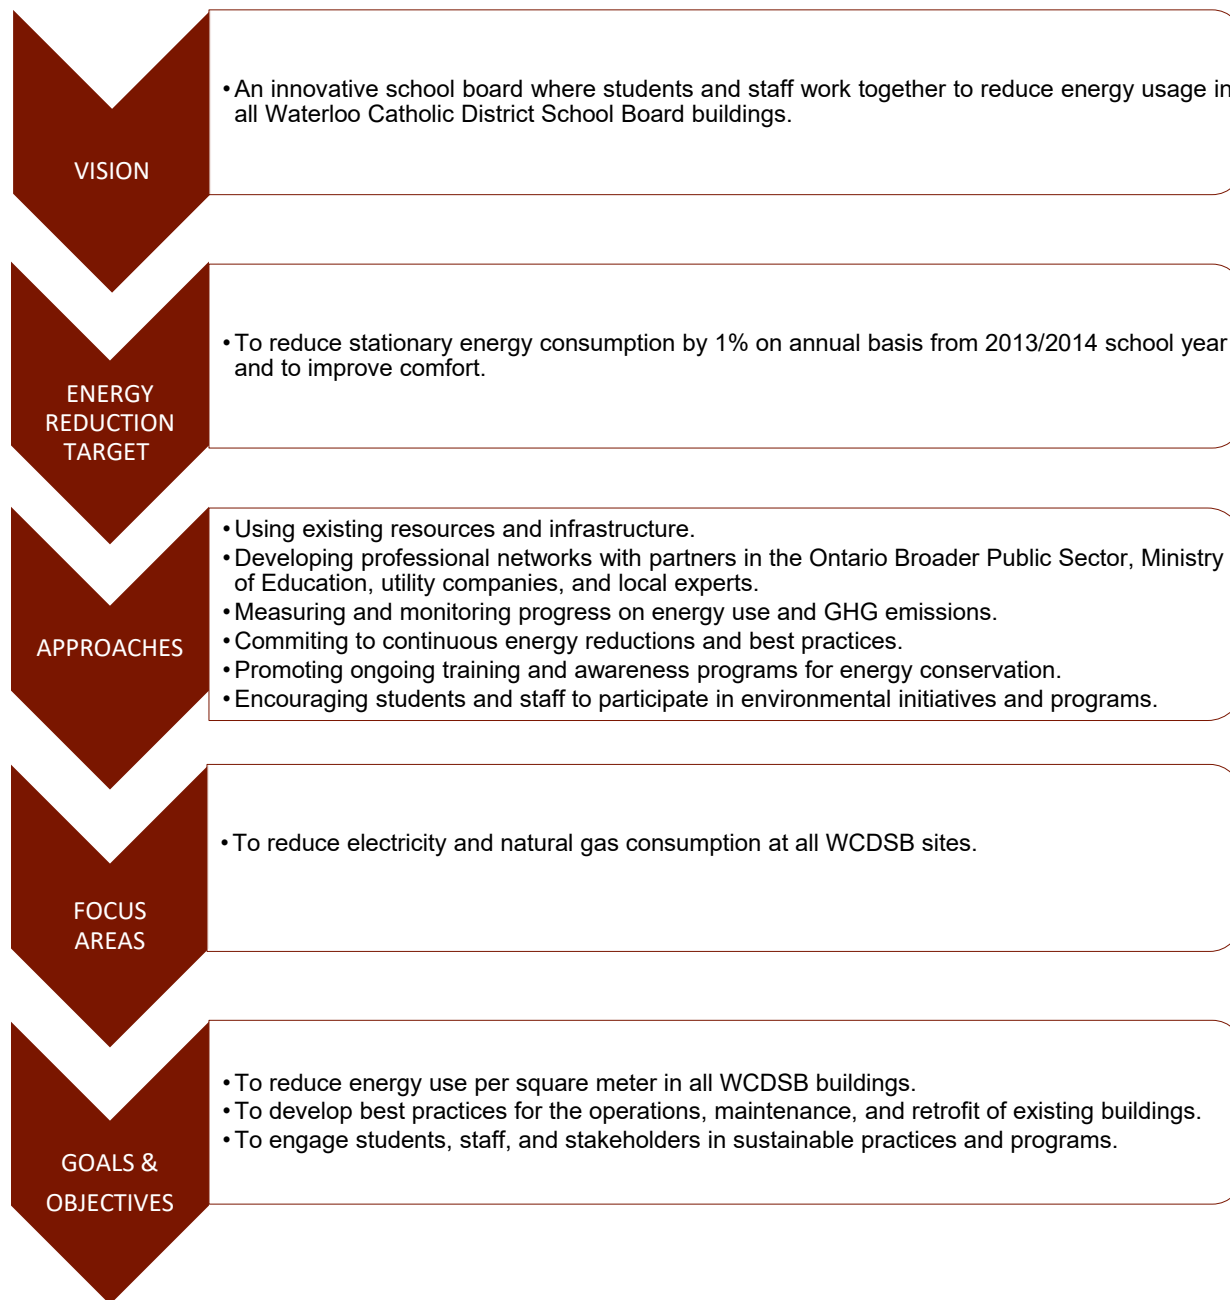 VISION
• An innovative school board where students and staff work together to reduce energy usage in
all Waterloo Catholic District School Board buildings.
ENERGY
REDUCTION
TARGET
• To reduce stationary energy consumption by 1% on annual basis from 2013/2014 school year
and to improve comfort.
APPROACHES
• Using existing resources and infrastructure.
• Developing professional networks with partners in the Ontario Broader Public Sector, Ministry
of Education, utility companies, and local experts.
• Measuring and monitoring progress on energy use and GHG emissions.
• Commiting to continuous energy reductions and best practices.
• Promoting ongoing training and awareness programs for energy conservation.
• Encouraging students and staff to participate in environmental initiatives and programs.
FOCUS
AREAS
• To reduce electricity and natural gas consumption at all WCDSB sites.
GOALS &
OBJECTIVES
• To reduce energy use per square meter in all WCDSB buildings.
• To develop best practices for the operations, maintenance, and retrofit of existing buildings.
• To engage students, staff, and stakeholders in sustainable practices and programs.